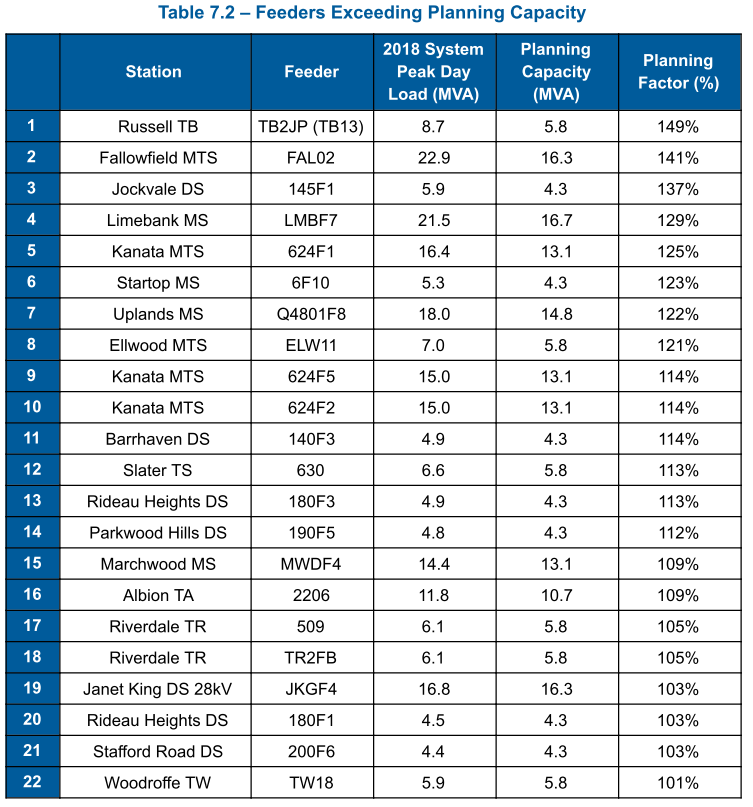 Table 7.2 – Feeders Exceeding Planning Capacity
Station Feeder 2018 System Peak Day Load (MVA) Planning Capacity (MVA) Planning Factor (%)
1 Russell TB TB2JP (TB13) 8.7 5.8 149%
2 Fallowfield MTS FAL02 22.9 16.3 141%
3 Jockvale DS 145F1 5.9 4.3 137%
4 Limebank MS LMBF7 21.5 16.7 129%
5 Kanata MTS 624F1 16.4 13.1 125%
6 Startop MS 6F10 5.3 4.3 123%
7 Uplands MS Q4801F8 18.0 14.8 122%
8 Ellwood MTS ELW11 7.0 5.8 121%
9 Kanata MTS 624F5 15.0 13.1 114%
10 Kanata MTS 624F2 15.0 13.1 114%
11 Barrhaven DS 140F3 4.9 4.3 114%
12 Slater TS 630 6.6 5.8 113%
13 Rideau Heights DS 180F3 4.9 4.3 113%
14 Parkwood Hills DS 190F5 4.8 4.3 112%
15 Marchwood MS MWDF4 14.4 13.1 109%
16 Albion TA 2206 11.8 10.7 109%
17 Riverdale TR 509 6.1 5.8 105%
18 Riverdale TR TR2FB 6.1 5.8 105%
19 Janet King DS 28kV JKGF4 16.8 16.3 103%
20 Rideau Heights DS 180F1 4.5 4.3 103%
21 Stafford Road DS 200F6 4.4 4.3 103%
22 Woodroffe TW TW18 5.9 5.8 101%